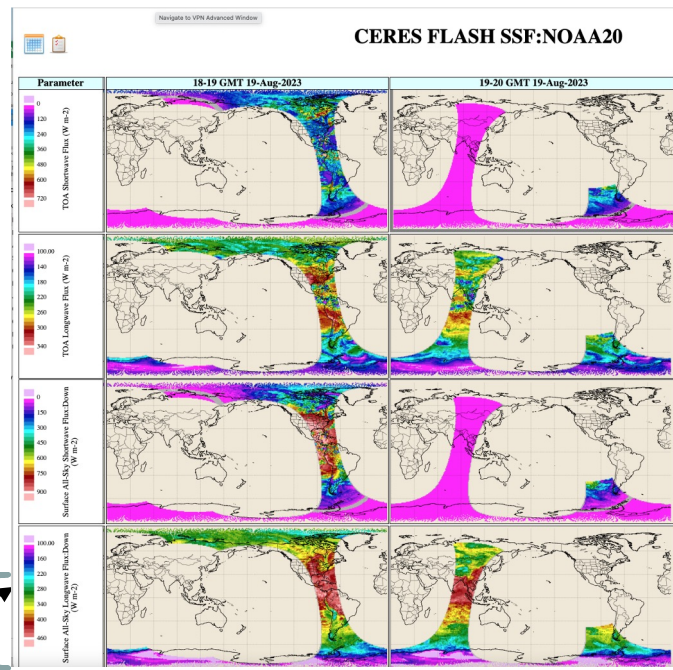 Navigate to VPN Advanced Window
CERES FLASH SSF:NOAA20
Parameter
18-19 GMT 19-Aug-2023
19-20 GMT 19-Aug-2023
0
120
240
360
480
600
720
TOA Shortwave Flux (W m-2)
100.00
140
180
220
260
300
340
TOA Longwave Flux (W m-2)
0
150
300
450
600
750
900
Surface All-Sky Shortwave Flux:Down
(W m-2)
100.00
160
220
280
340
400
460
Surface All-Sky Longwave Flux:Down
(W m-2)